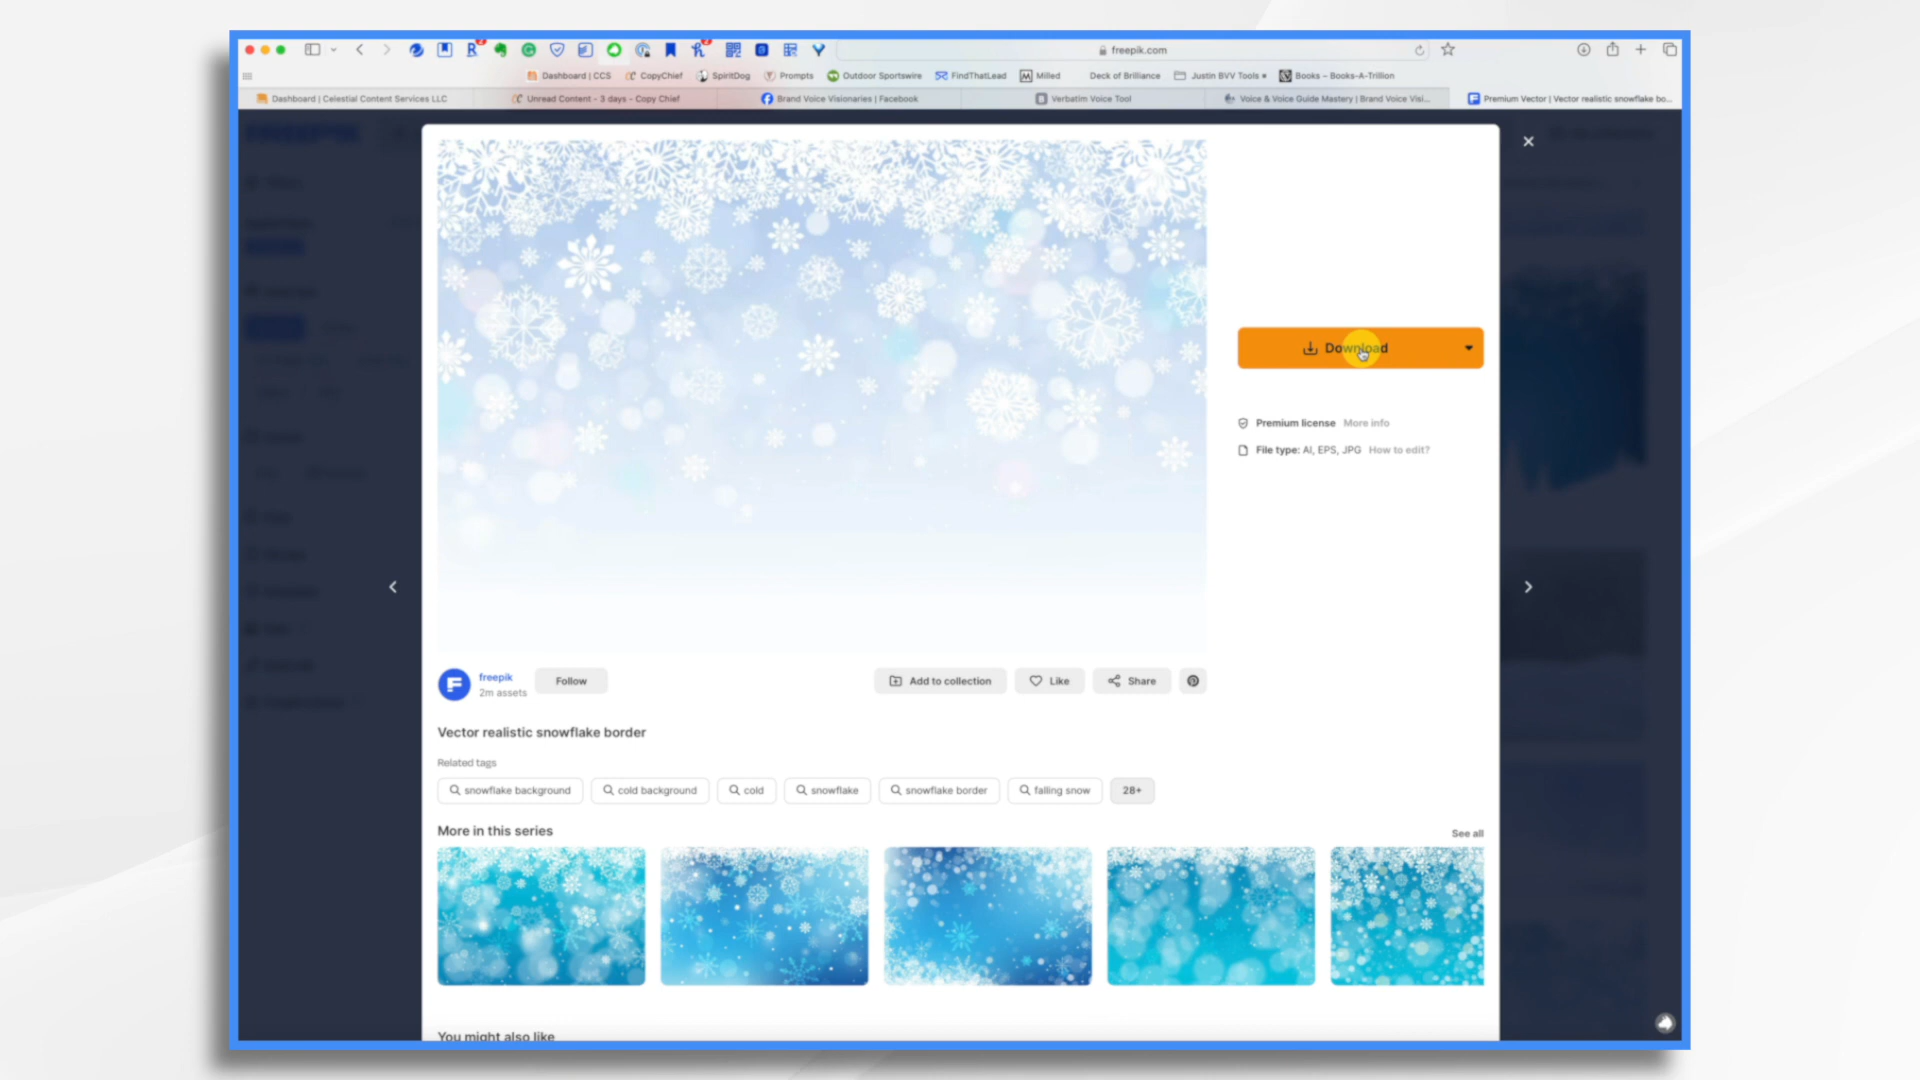 freepik.com
Dashboard | CCS
CopyChief
SpiritDog
Prompts
Outdoor Sportswire
FindThatLead
Milled
Deck of Brilliance
Justin BVV Tools
Books – Books-A-Trillion
Dashboard | Celestial Content Services LLC
Unread Content - 3 days - Copy Chief
Brand Voice Visionaries | Facebook
Verbatim Voice Tool
Voice & Voice Guide Mastery | Brand Voice Visi...
Premium Vector | Vector realistic snowflake bo...
FREEPIK
Download
Premium license More info
File type: AI, EPS, JPG How to edit?
freepik
2m assets
Follow
Add to collection
Like
Share
Vector realistic snowflake border
Related tags
snowflake background
cold background
cold
snowflake
snowflake border
falling snow
28+
More in this series
See all
You might also like